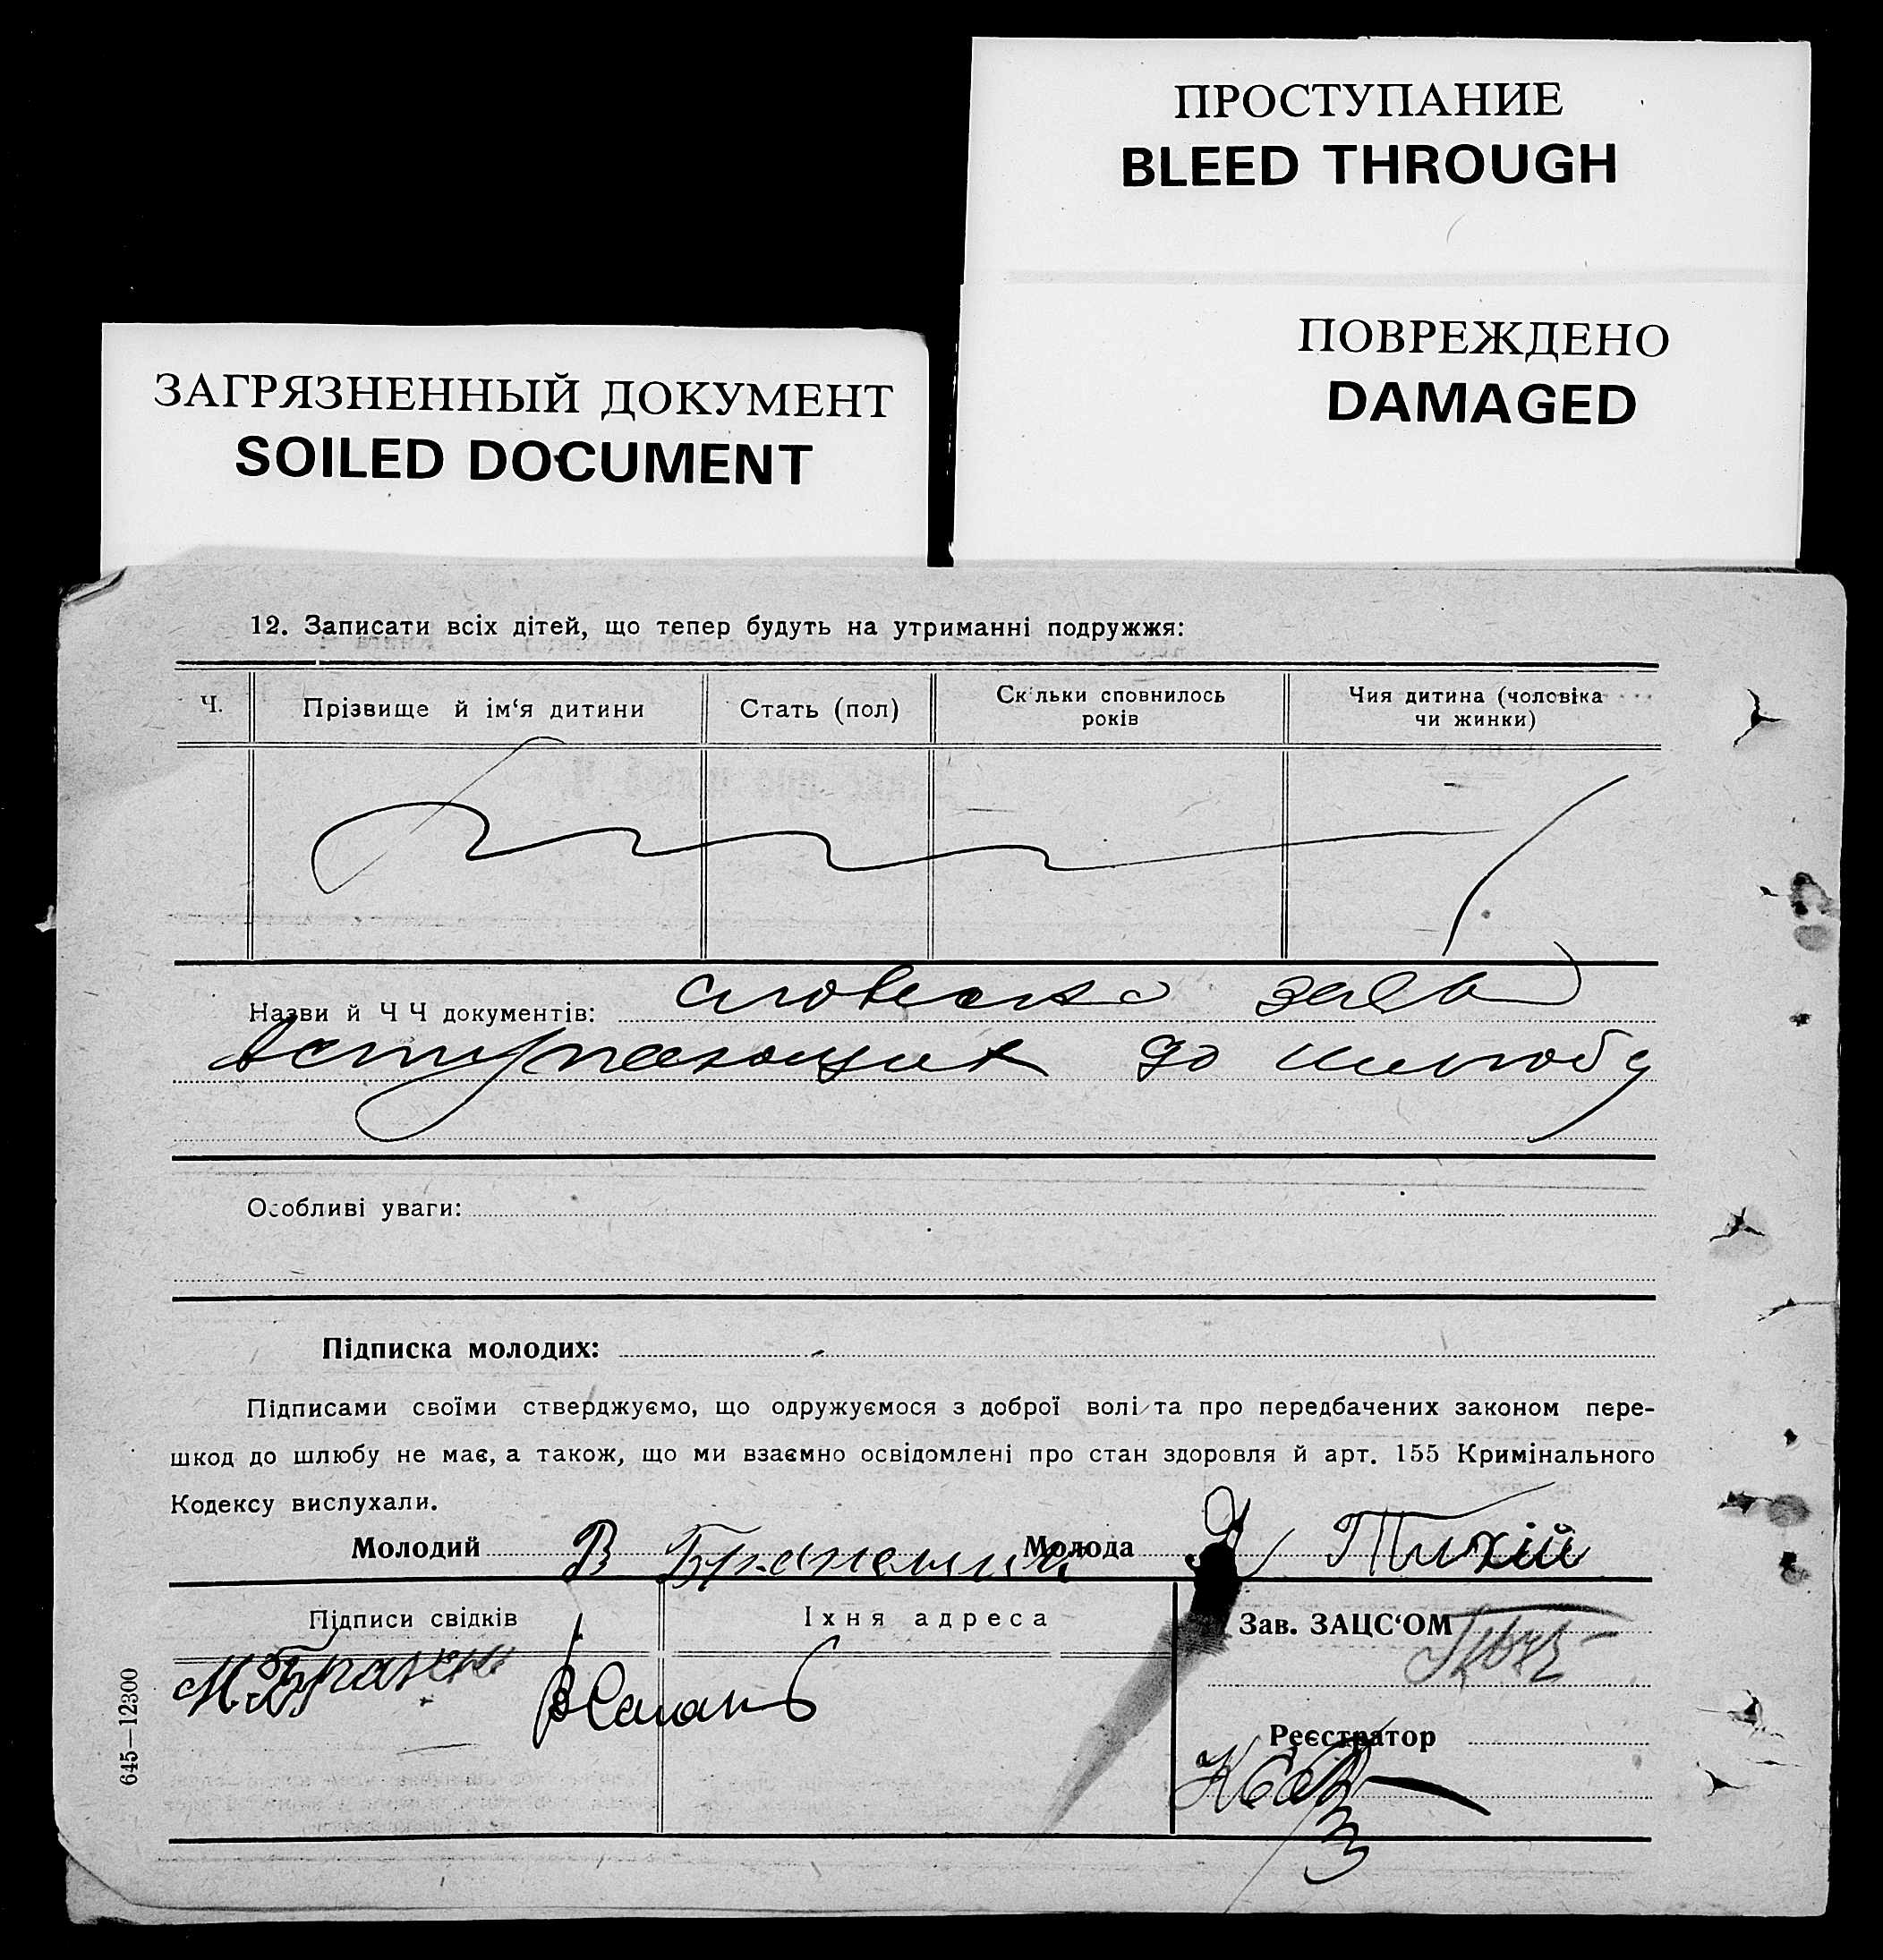 ПРОСТУПАНИЕ
BLEED THROUGH
ПОВРЕЖДЕНО
DAMAGED
ЗАГРЯЗНЕННЫЙ ДОКУМЕНТ
SOILED DOCUMENT
12. Записати всіх дітей, що тепер будуть на утриманні подружжя:
Ч.
Прізвище й ім‘я дитини
Стать (пол)
Скільки сповнилось
років
Чия дитина (чоловіка
чи жинки)
Назви й Ч Ч документів: словеска заява
вступающих до шлюбу
Особливі уваги:
Підписка молодих:
Підписами своїми стверджуємо, що одружуємося з доброї волі та про передбачених законом пере-
шкод до шлюбу не має, а також, що ми взаємно освідомлені про стан здоровля й арт. 155 Кримінального
Кодексу вислухали.
Молодий В Молода Тихій
Підписи свідків
Їхня адреса
Зав. ЗАЦС‘ОМ
Реєстратор
645—12300